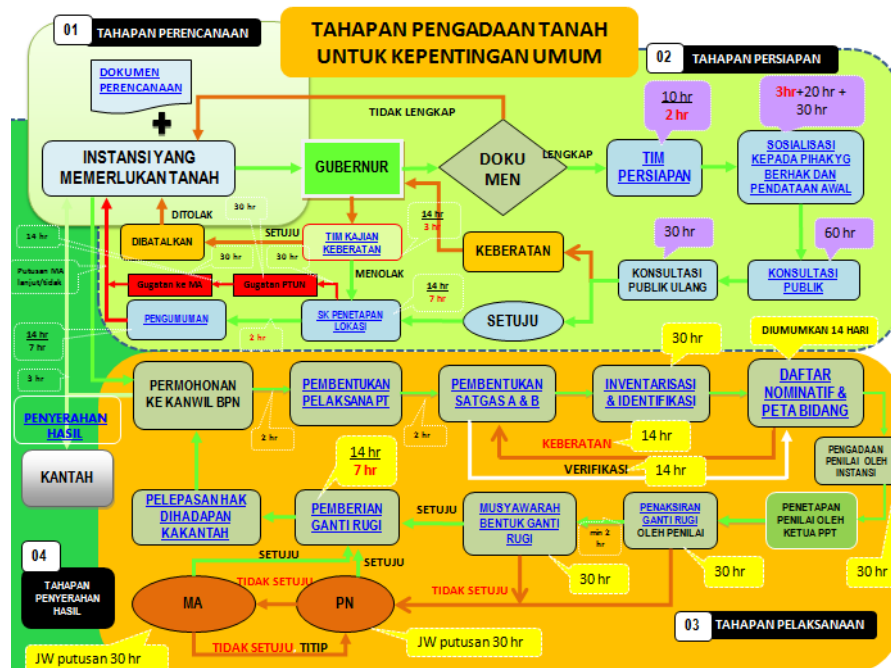 01
TAHAPAN PERENCANAAN
TAHAPAN PENGADAAN TANAH
UNTUK KEPENTINGAN UMUM
02
TAHAPAN PERSIAPAN
DOKUMEN
PERENCANAAN
INSTANSI YANG
MEMERLUKAN TANAH
TIDAK LENGKAP
GUBERNUR
DOKU
MEN
LENGKAP
10 hr
2 hr
TIM
PERSIAPAN
3hr+20 hr +
30 hr
SOSIALISASI
KEPADA PIHAK YG
BERHAK DAN
PENDATAAN AWAL
30 hr
DITOLAK
DIBATALKAN
SETUJU
TIM KAJIAN
KEBERATAN
14 hr
3 hr
KEBERATAN
30 hr
60 hr
KONSULTASI
PUBLIK ULANG
KONSULTASI
PUBLIK
14 hr
30 hr
30 hr
MENOLAK
Putusan MA
lanjut/tidak
Gugatan ke MA
Gugatan PTUN
14 hr
7 hr
PENGUMUMAN
2 hr
SK PENETAPAN
LOKASI
SETUJU
14 hr
7 hr
3 hr
DIUMUMKAN 14 HARI
30 hr
PERMOHONAN
KE KANWIL BPN
PEMBENTUKAN
PELAKSANA PT
PEMBENTUKAN
SATGAS A & B
INVENTARISASI
& IDENTIFIKASI
DAFTAR
NOMINATIF &
PETA BIDANG
2 hr
2 hr
KEBERATAN
14 hr
VERIFIKASI
14 hr
PENYERAHAN
HASIL
KANTAH
PENGADAAN
PENILAI OLEH
INSTANSI
14 hr
7 hr
PELEPASAN HAK
DIHADAPAN
KAKANTAH
PEMBERIAN
GANTI RUGI
SETUJU
MUSYAWARAH
BENTUK GANTI
RUGI
min 2
hr
PENAKSIRAN
GANTI RUGI
OLEH PENILAI
PENETAPAN
PENILAI OLEH
KETUA PPT
30 hr
30 hr
30 hr
04
TAHAPAN
PENYERAHAN
HASIL
SETUJU
SETUJU
TIDAK SETUJU
TIDAK SETUJU
MA
PN
TIDAK SETUJU
TITIP
JW putusan 30 hr
JW putusan 30 hr
03
TAHAPAN PELAKSANAAN